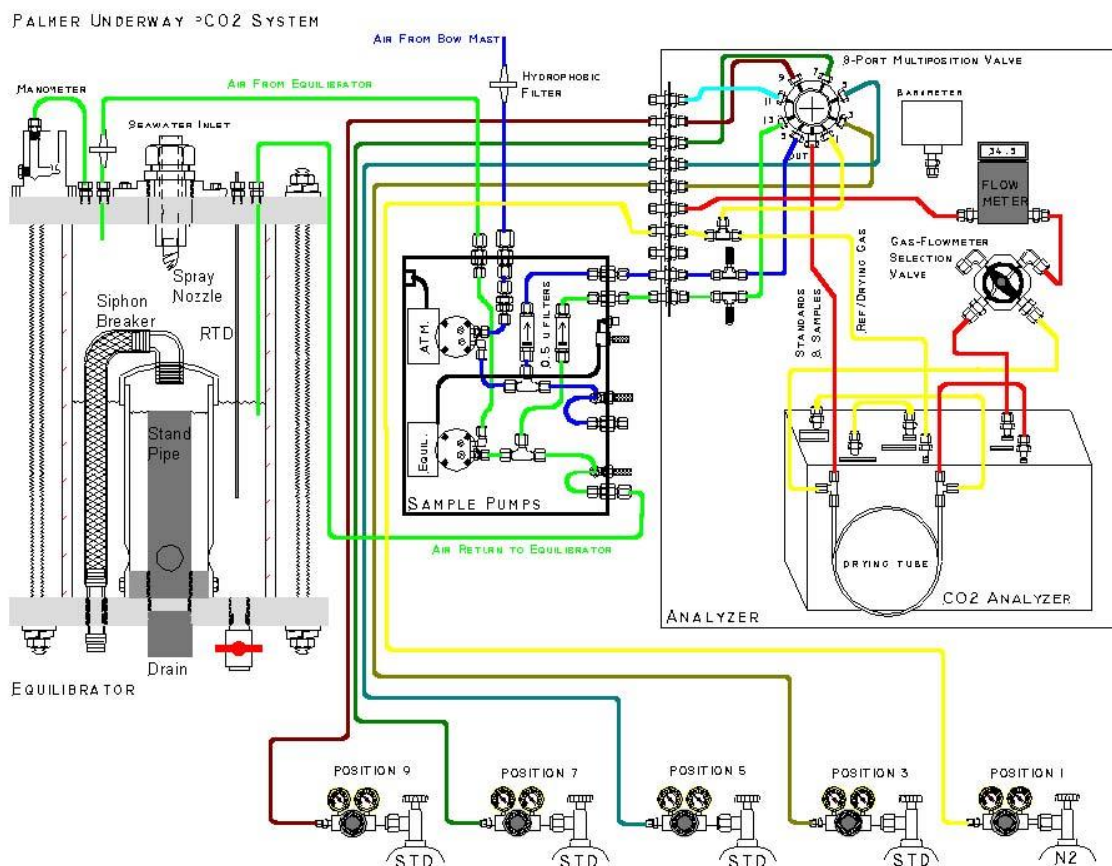 PALMER UNDERWAY PCO2 SYSTEM
AIR FROM BOW MAST
9-PORT MULTIPOSITION VALVE
AIR FROM EQUILIBRATOR
HYDROPHOBIC
FILTER
MANOMETER
SEAWATER INLET
BAROMETER
9
7
5
11
3
13
1
OUT
34.5
FLOW
METER
GAS-FLOWMETER
SELECTION
VALVE
Spray
Nozzle
Siphon
Breaker
RTD
ATM.
0.5 U FILTERS
STANDARDS
& SAMPLES
REF/DRYING GAS
Stand
Pipe
EQUIL.
SAMPLE PUMPS
AIR RETURN TO EQUILIBRATOR
DRYING TUBE
CO2 ANALYZER
ANALYZER
Drain
EQUILIBRATOR
POSITION 9
POSITION 7
POSITION 5
POSITION 3
POSITION 1
STD
STD
STD
STD
N2